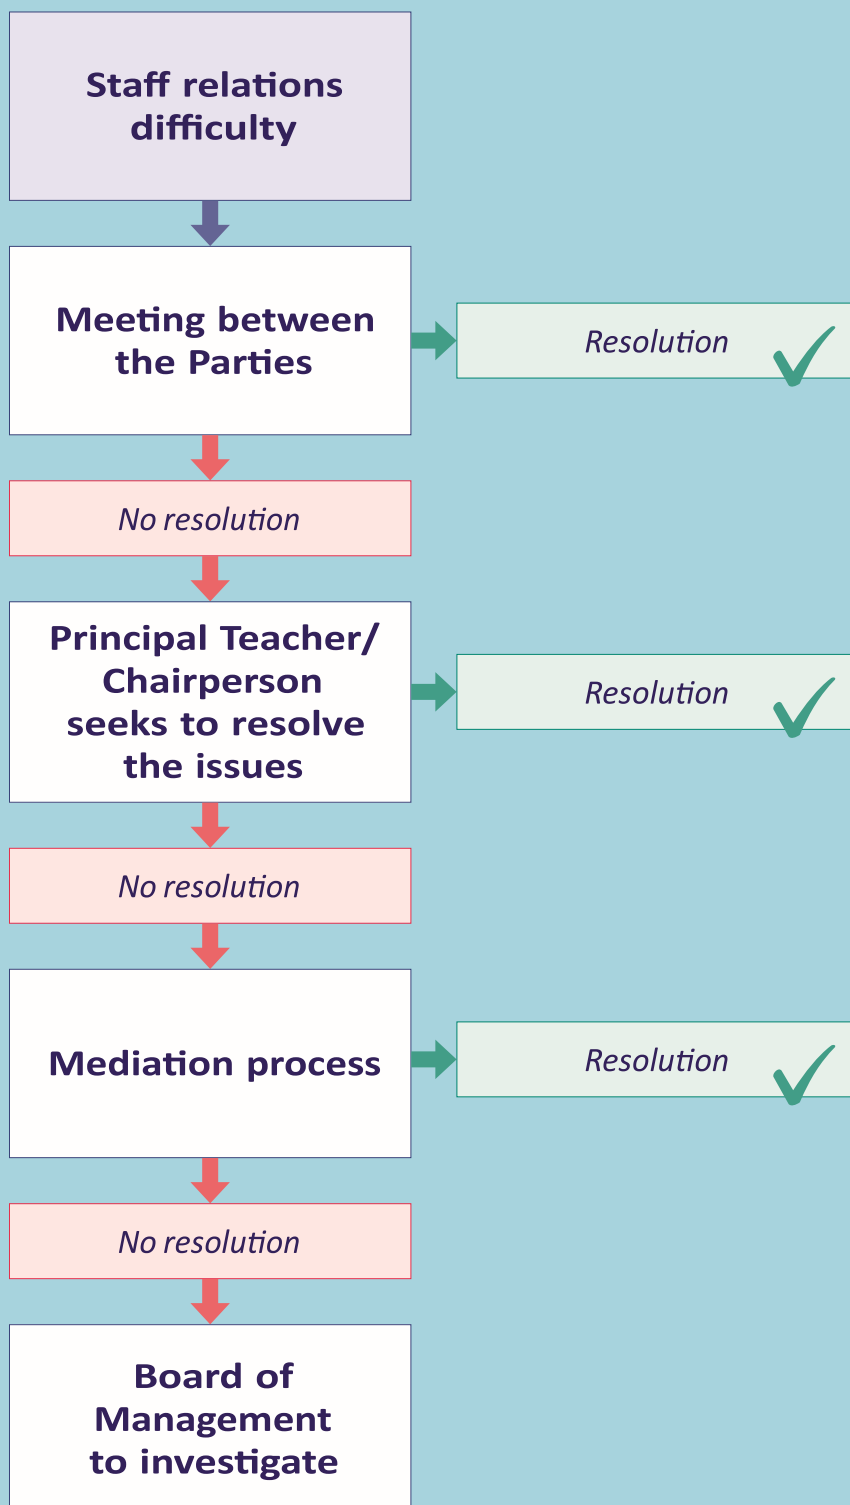 Staff relations
difficulty
Meeting between
the Parties
Resolution
No resolution
Principal Teacher/
Chairperson
seeks to resolve
the issues
Resolution
No resolution
Mediation process
Resolution
No resolution
Board of
Management
to investigate